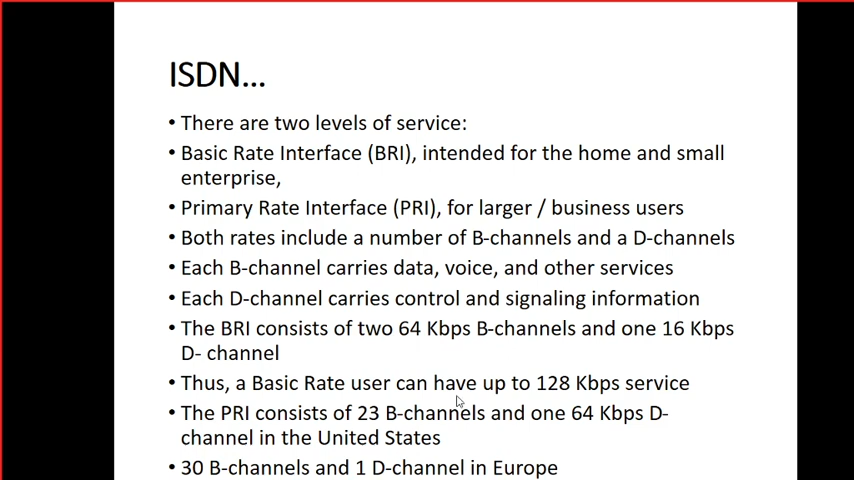 ISDN...
• There are two levels of service:
• Basic Rate Interface (BRI), intended for the home and small
enterprise,
• Primary Rate Interface (PRI), for larger / business users
• Both rates include a number of B-channels and a D-channels
• Each B-channel carries data, voice, and other services
• Each D-channel carries control and signaling information
• The BRI consists of two 64 Kbps B-channels and one 16 Kbps
D- channel
• Thus, a Basic Rate user can have up to 128 Kbps service
• The PRI consists of 23 B-channels and one 64 Kbps D-
channel in the United States
• 30 B-channels and 1 D-channel in Europe